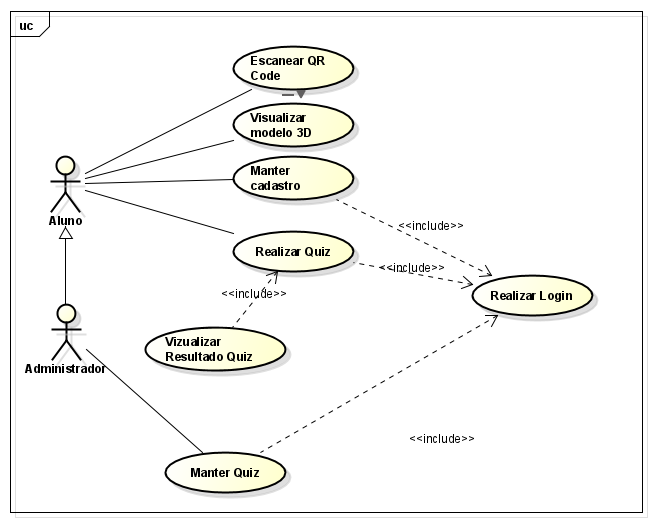 uc
Escanear QR
Code
Visualizar
modelo 3D
Manter
cadastro
Aluno
<<include>>
Realizar Quiz
<<include>>
<<include>>
Realizar Login
Vizualizar
Resultado Quiz
Administrador
<<include>>
Manter Quiz